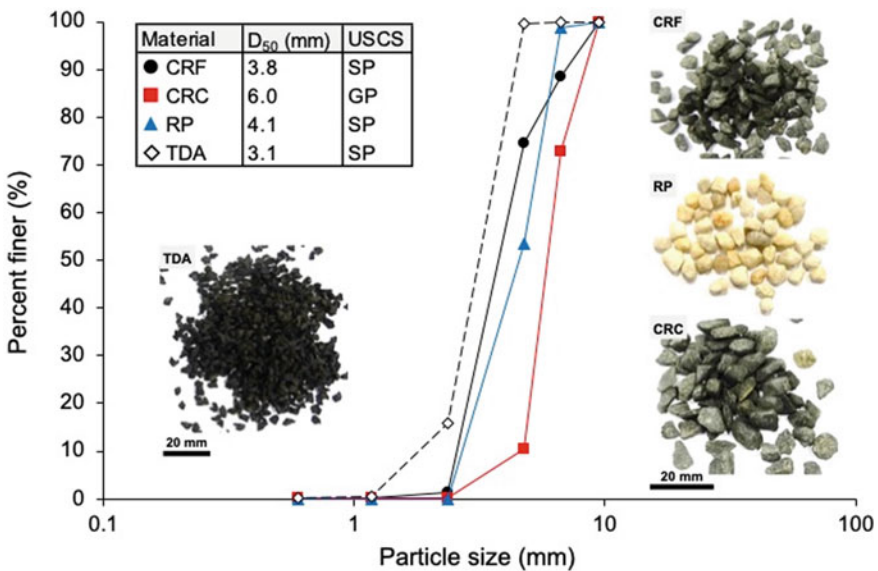 Material D₅₀ (mm) USCS
CRF 3.8 SP
CRC 6.0 GP
RP 4.1 SP
TDA 3.1 SP
CRF
RP
CRC
20 mm
TDA
20 mm
Percent finer (%)
100
90
80
70
60
50
40
30
20
10
0
0.1 1 10 100
Particle size (mm)